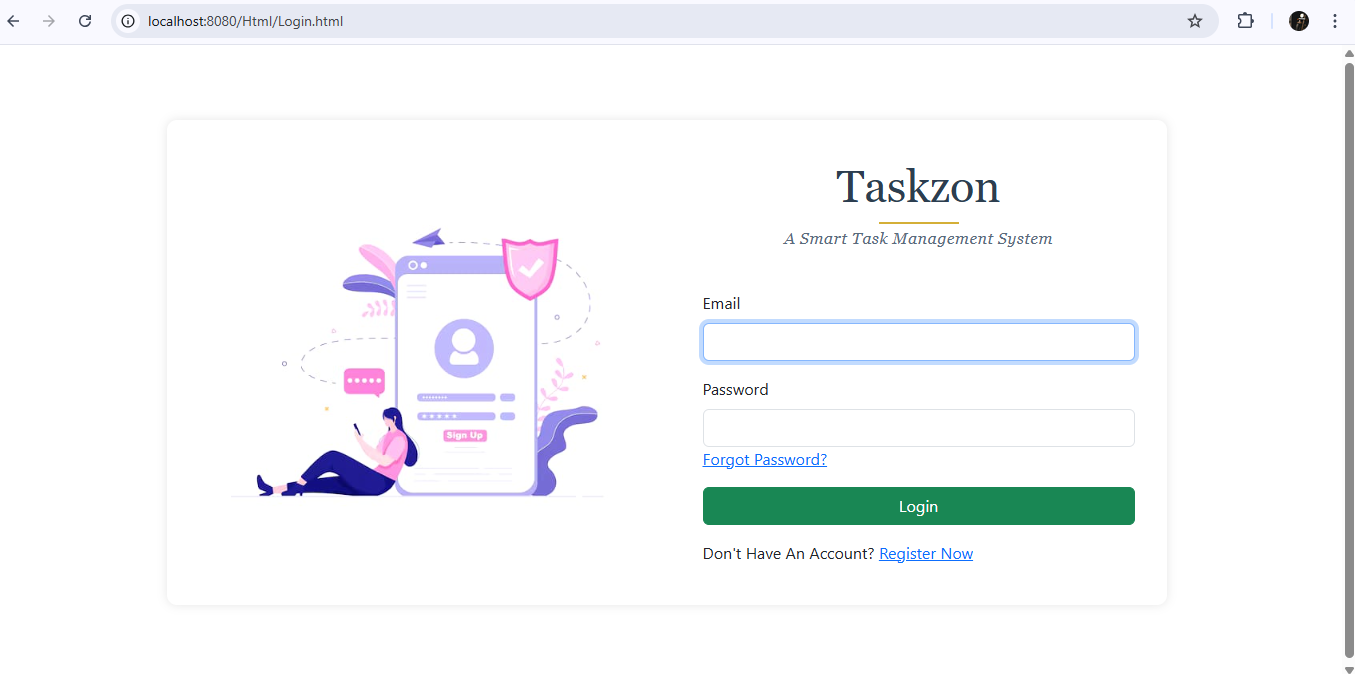 localhost:8080/Html/Login.html
Taskzon
A Smart Task Management System
Email
Password
Forgot Password?
Sign Up
Login
Don't Have An Account? Register Now